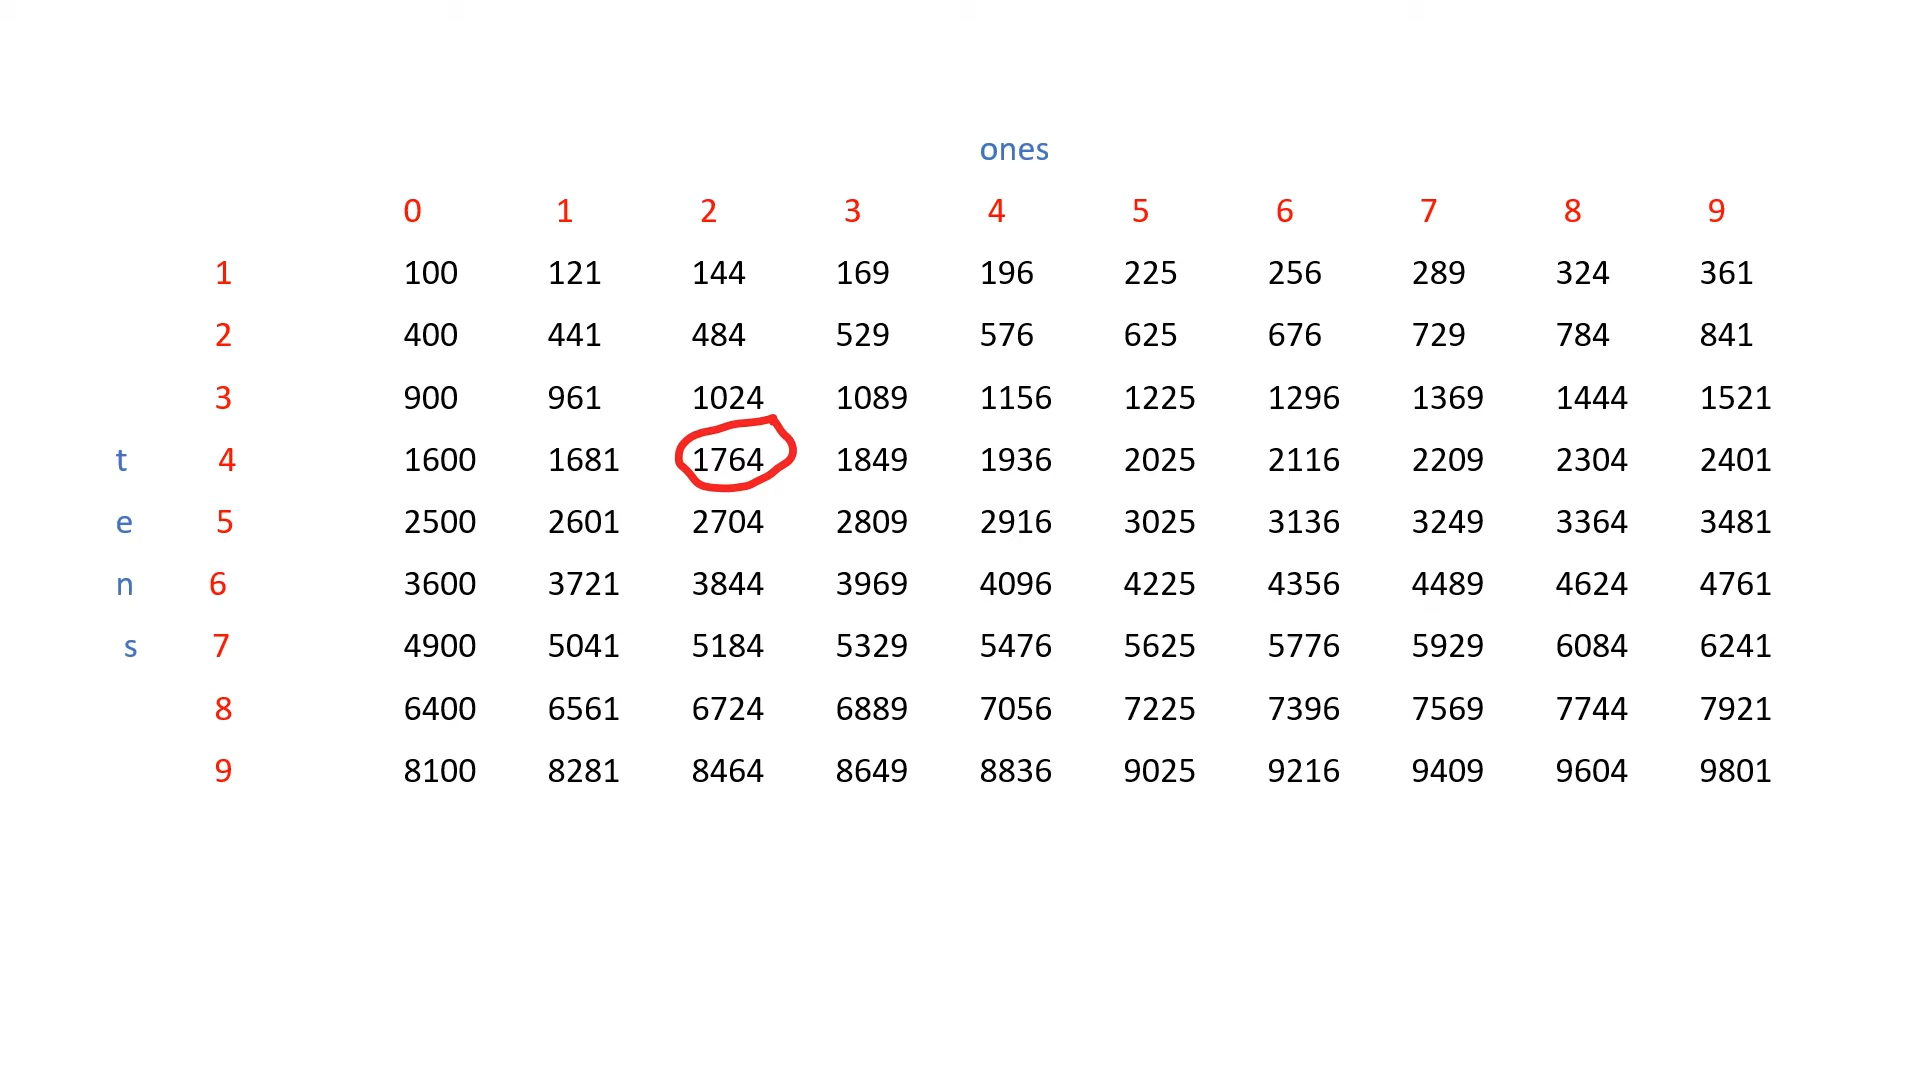 ones
0 1 2 3 4 5 6 7 8 9
1 100 121 144 169 196 225 256 289 324 361
2 400 441 484 529 576 625 676 729 784 841
3 900 961 1024 1089 1156 1225 1296 1369 1444 1521
t 4 1600 1681 1764 1849 1936 2025 2116 2209 2304 2401
e 5 2500 2601 2704 2809 2916 3025 3136 3249 3364 3481
n 6 3600 3721 3844 3969 4096 4225 4356 4489 4624 4761
s 7 4900 5041 5184 5329 5476 5625 5776 5929 6084 6241
8 6400 6561 6724 6889 7056 7225 7396 7569 7744 7921
9 8100 8281 8464 8649 8836 9025 9216 9409 9604 9801